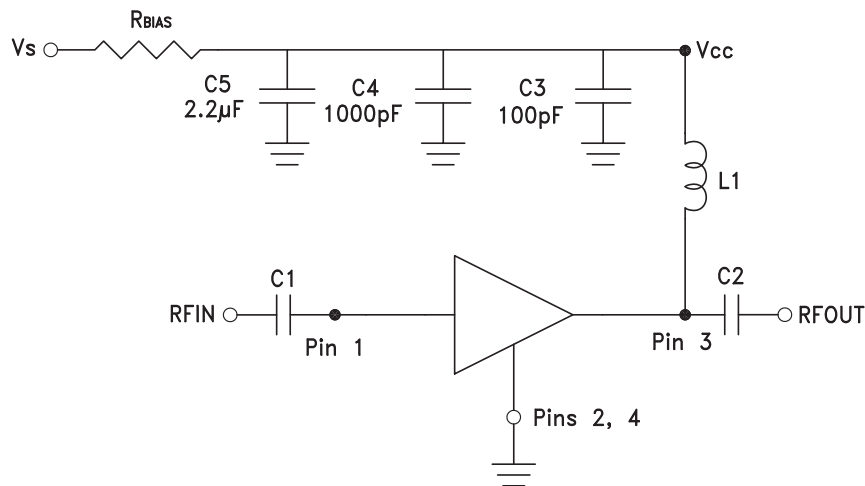 RBIAS
Vs
Vcc
C5
2.2µF
C4
1000pF
C3
100pF
L1
C1
C2
RFIN
RFOUT
Pin 1
Pin 3
Pins 2, 4